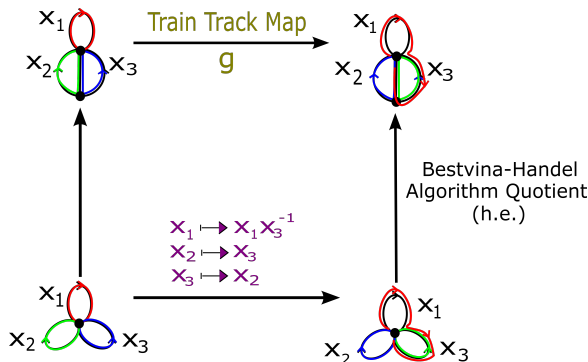 x₁
Train Track Map
g
x₁
x₂
x₃
x₂
x₃
Bestvina-Handel
Algorithm Quotient
(h.e.)
x₁ ↦ x₁x₃⁻¹
x₂ ↦ x₃
x₃ ↦ x₂
x₁
x₂
x₃
x₁
x₂
x₃